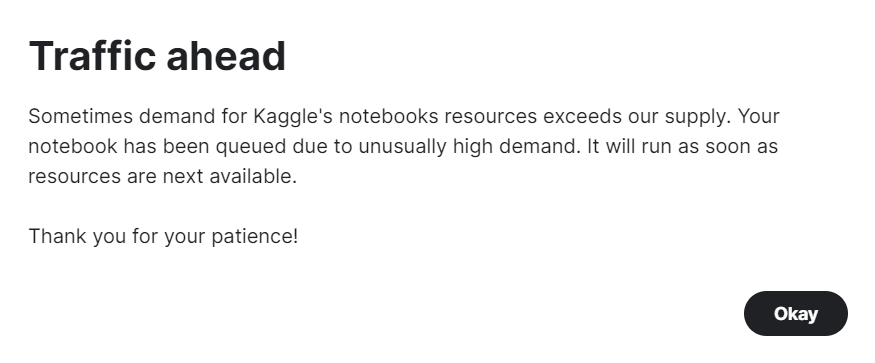 Traffic ahead
Sometimes demand for Kaggle's notebooks resources exceeds our supply. Your
notebook has been queued due to unusually high demand. It will run as soon as
resources are next available.
Thank you for your patience!
Okay